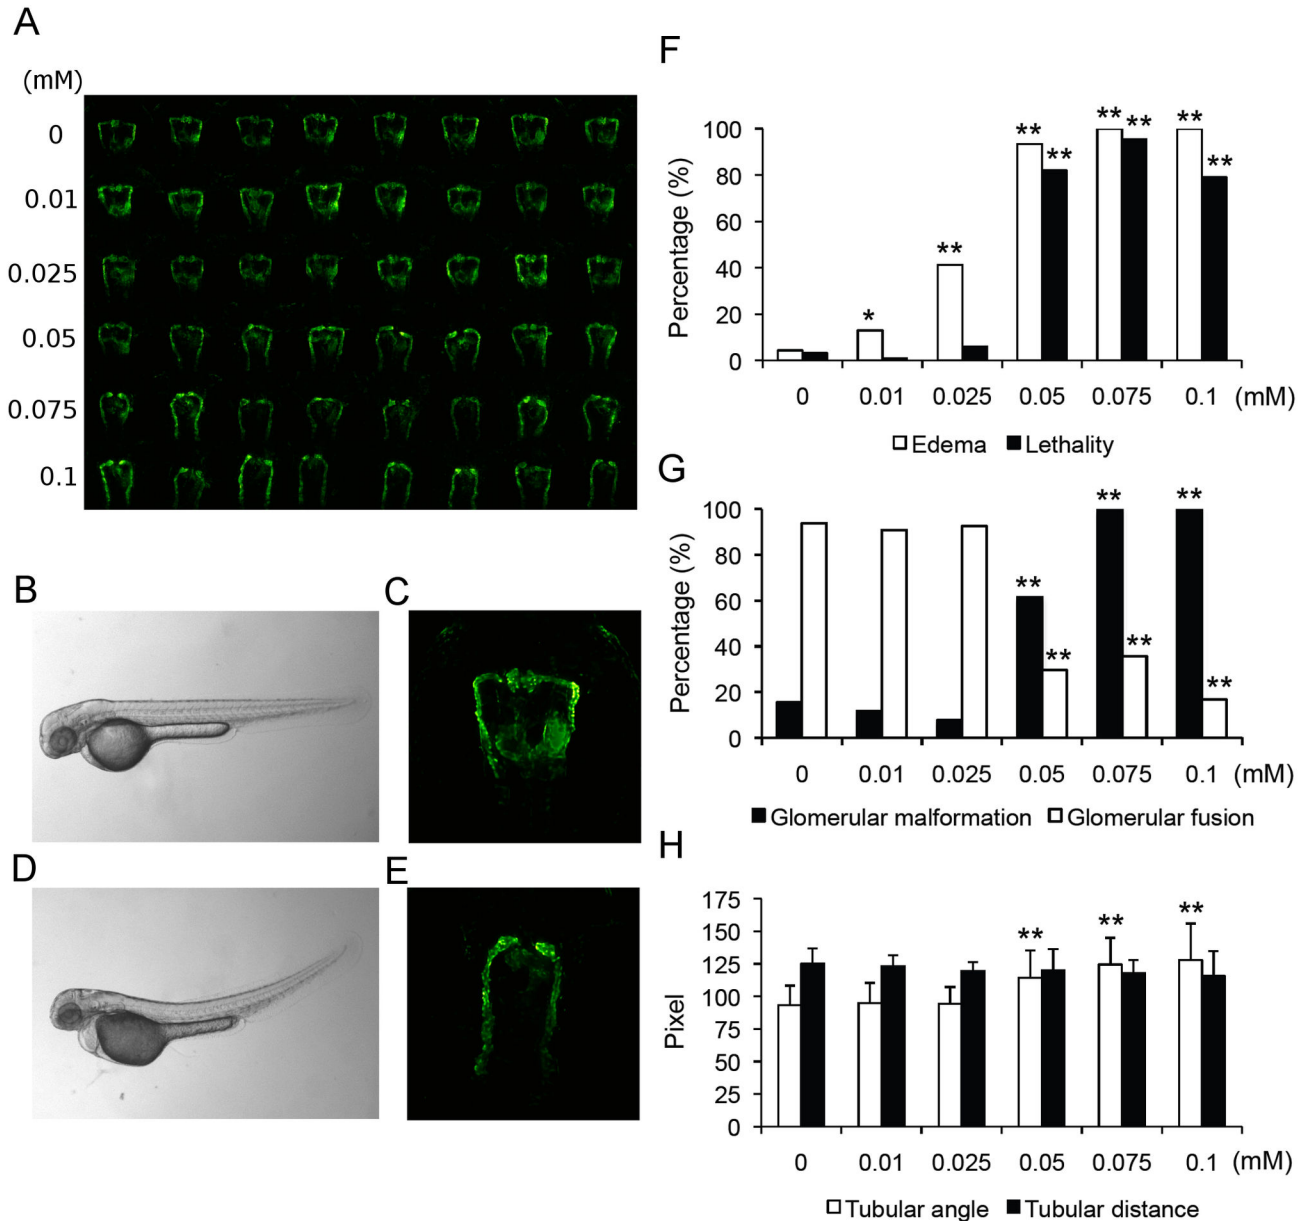 A
(mM)
0
0.01
0.025
0.05
0.075
0.1
B
C
D
E
F
Percentage (%)
100
80
60
40
20
0
* ** ** ** ** ** ** **
0 0.01 0.025 0.05 0.075 0.1 (mM)
Edema Lethality
G
Percentage (%)
100
80
60
40
20
0
** ** ** ** ** **
0 0.01 0.025 0.05 0.075 0.1 (mM)
Glomerular malformation Glomerular fusion
H
Pixel
175
150
125
100
75
50
25
0
** ** **
0 0.01 0.025 0.05 0.075 0.1 (mM)
Tubular angle Tubular distance